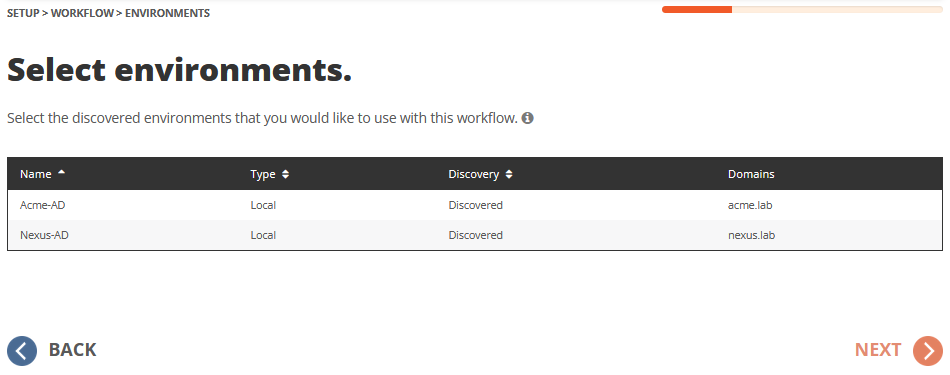 SETUP > WORKFLOW > ENVIRONMENTS
Select environments.
Select the discovered environments that you would like to use with this workflow.
Name Type Discovery Domains
Acme-AD Local Discovered acme.lab
Nexus-AD Local Discovered nexus.lab
BACK NEXT